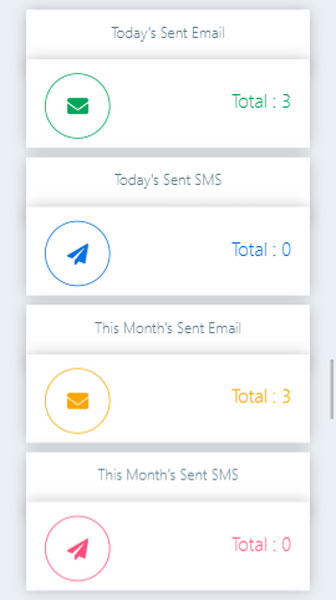 Today's Sent Email
Total : 3
Today's Sent SMS
Total : 0
This Month's Sent Email
Total : 3
This Month's Sent SMS
Total : 0